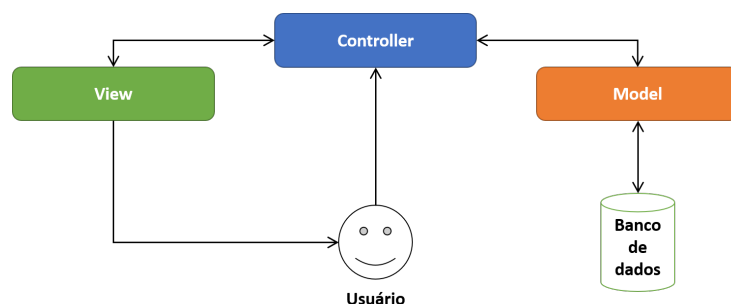 Controller
View
Model
Banco
de
dados
Usuário